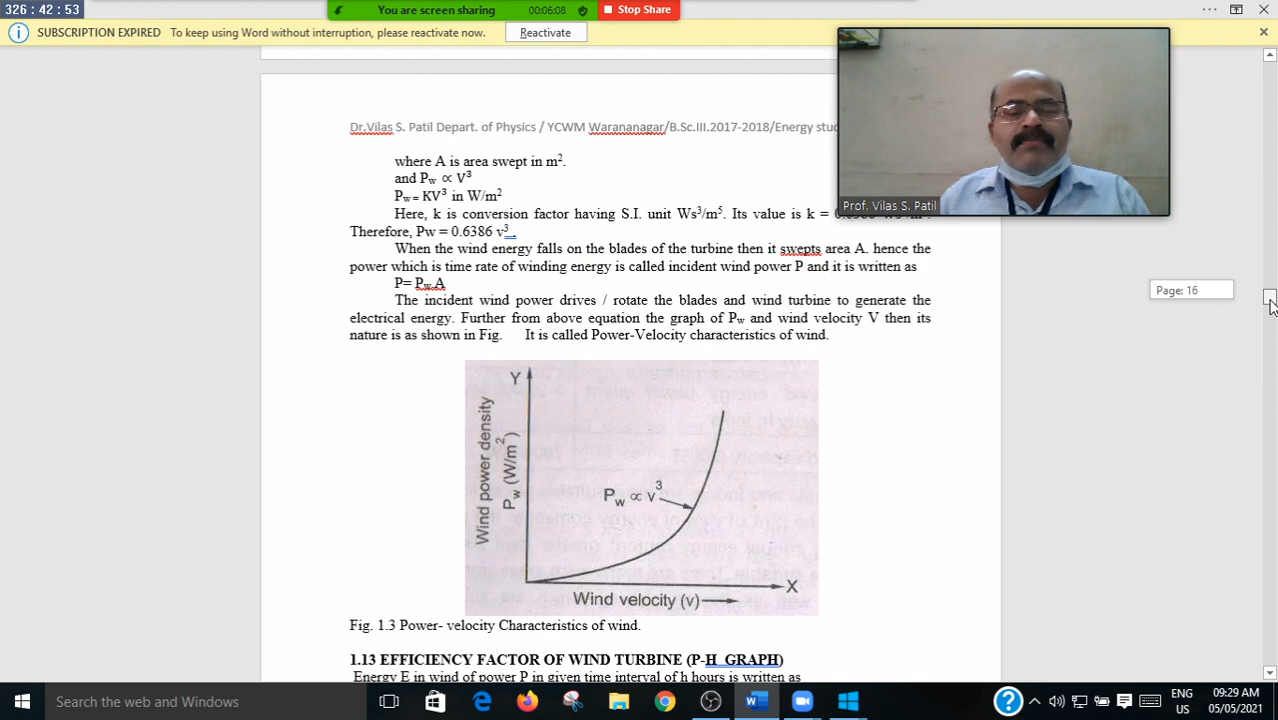 326:42:53
You are screen sharing
00:06:08
Stop Share
SUBSCRIPTION EXPIRED To keep using Word without interruption, please reactivate now.
Reactivate
Dr.Vilas S. Patil Depart. of Physics / YCWM Warananagar/B.Sc.III.2017-2018/Energy stud
where A is area swept in m².
and Pw ∝ V³
Pw = KV³ in W/m²
Here, k is conversion factor having S.I. unit Ws³/m⁵. Its value is k =
Therefore, Pw = 0.6386 v³ .
When the wind energy falls on the blades of the turbine then it swepts area A. hence the
power which is time rate of winding energy is called incident wind power P and it is written as
P= Pw.A
The incident wind power drives / rotate the blades and wind turbine to generate the
electrical energy. Further from above equation the graph of Pw and wind velocity V then its
nature is as shown in Fig. It is called Power-Velocity characteristics of wind.
Y
Wind power density
Pw (W/m²)
Pw ∝ v³
X
Wind velocity (v)
Fig. 1.3 Power- velocity Characteristics of wind.
1.13 EFFICIENCY FACTOR OF WIND TURBINE (P-H GRAPH)
Energy E in wind of power P in given time interval of h hours is written as
Prof. Vilas S. Patil
Page: 16
Search the web and Windows
ENG
US
09:29 AM
05/05/2021